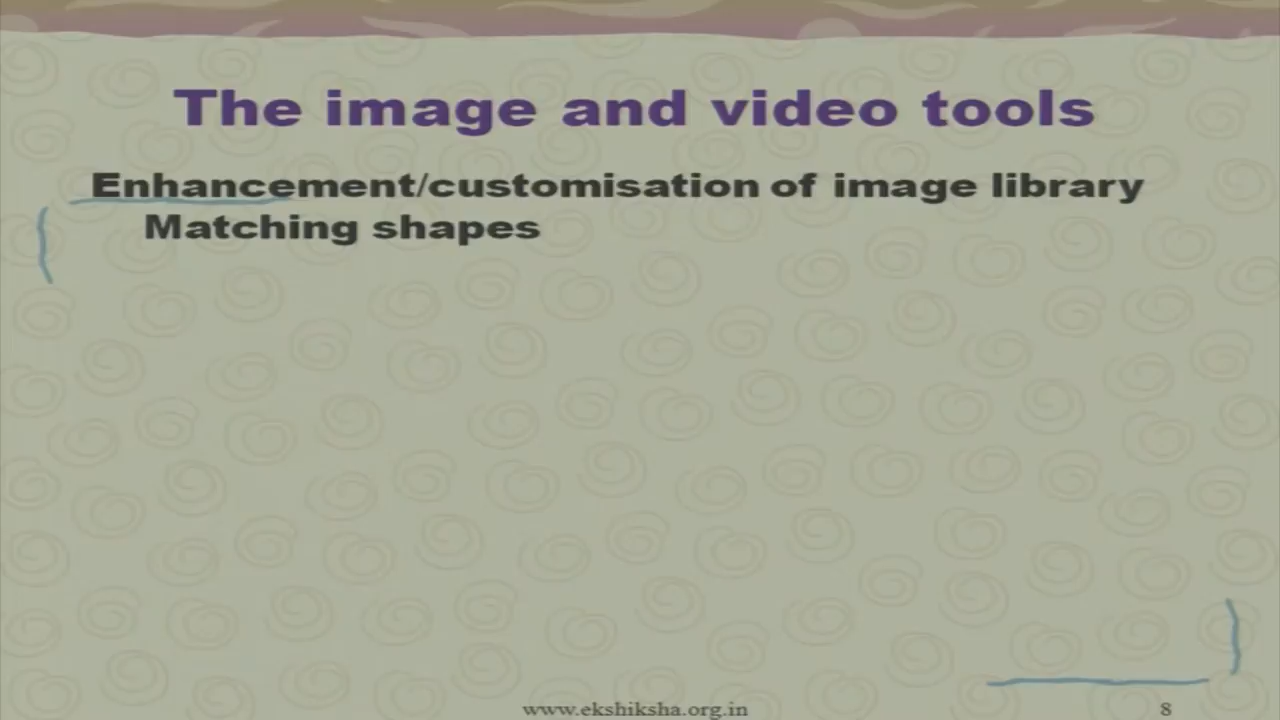 The image and video tools
Enhancement/customisation of image library
Matching shapes
www.ekshiksha.org.in
8